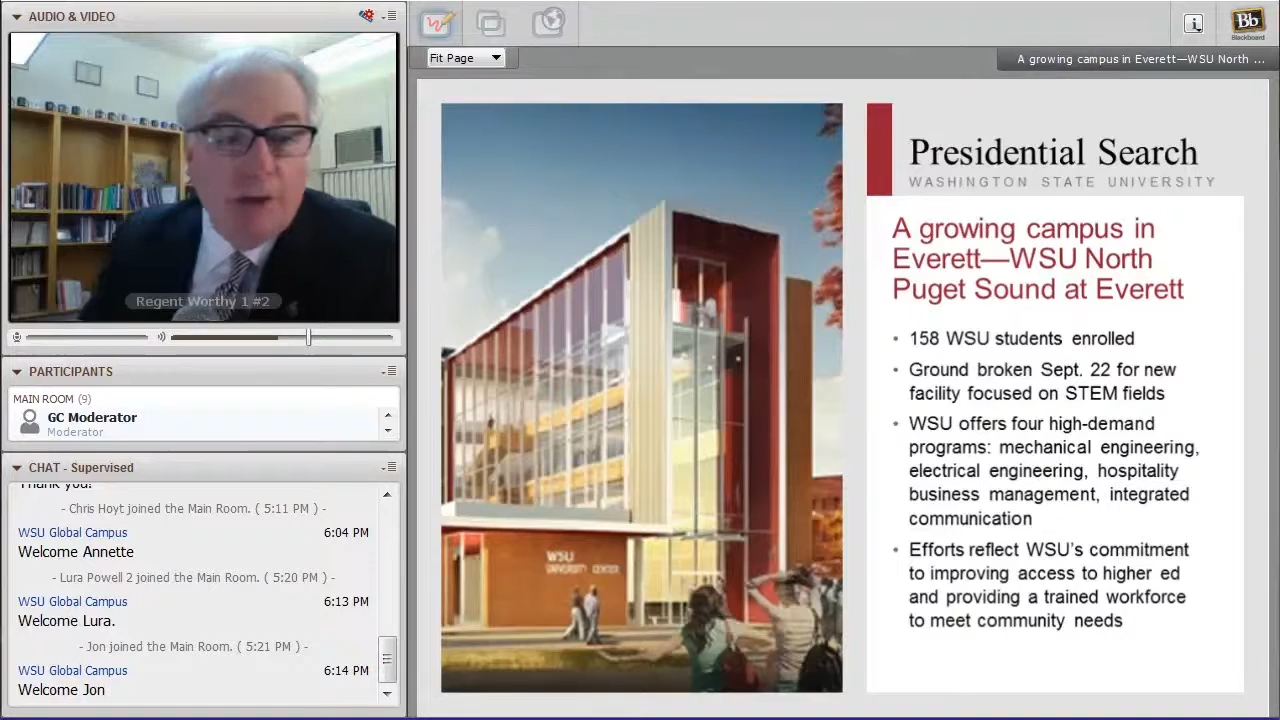 AUDIO & VIDEO
Regent Worthy 1 #2
PARTICIPANTS
MAIN ROOM (9)
GC Moderator
Moderator
CHAT - Supervised
Thank you!
- Chris Hoyt joined the Main Room. ( 5:11 PM ) -
WSU Global Campus 6:04 PM
Welcome Annette
- Lura Powell 2 joined the Main Room. ( 5:20 PM ) -
WSU Global Campus 6:13 PM
Welcome Lura.
- Jon joined the Main Room. ( 5:21 PM ) -
WSU Global Campus 6:14 PM
Welcome Jon
i
Bb
Blackboard
Fit Page
A growing campus in Everett—WSU North ...
WSU
UNIVERSITY CENTER
Presidential Search
WASHINGTON STATE UNIVERSITY
A growing campus in
Everett—WSU North
Puget Sound at Everett
• 158 WSU students enrolled
• Ground broken Sept. 22 for new
facility focused on STEM fields
• WSU offers four high-demand
programs: mechanical engineering,
electrical engineering, hospitality
business management, integrated
communication
• Efforts reflect WSU's commitment
to improving access to higher ed
and providing a trained workforce
to meet community needs